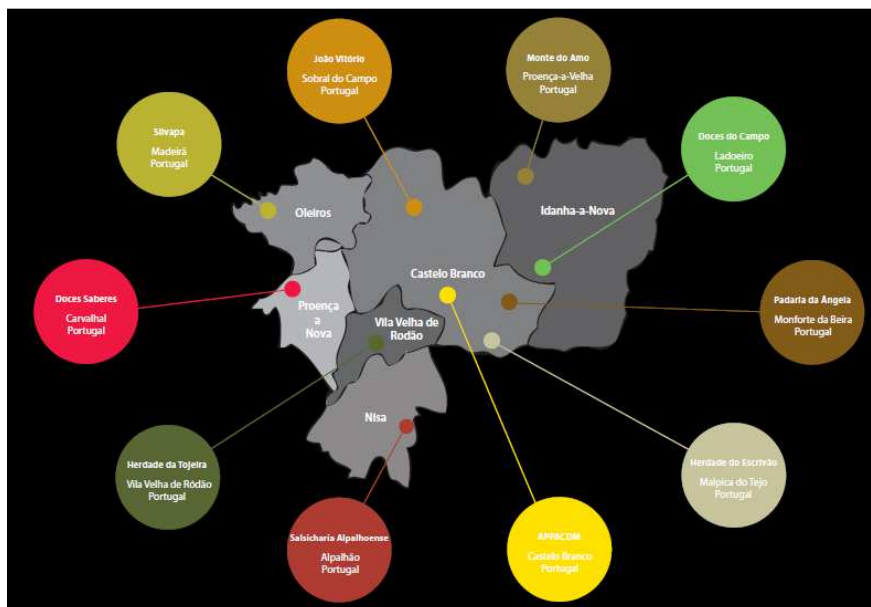 João Vitório
Sobral do Campo
Portugal
Monte do Amo
Proença-a-Velha
Portugal
Silvapa
Madeirã
Portugal
Doces do Campo
Ladoeiro
Portugal
Oleiros
Idanha-a-Nova
Castelo Branco
Doces Saberes
Carvalhal
Portugal
Proença
a
Nova
Vila Velha de
Rodão
Padaria da Ângela
Monforte da Beira
Portugal
Nisa
Herdade da Tojeira
Vila Velha de Ródão
Portugal
Herdade do Escrivão
Malpica do Tejo
Portugal
Salsicharia Alpalhoense
Alpalhão
Portugal
APPACDM
Castelo Branco
Portugal